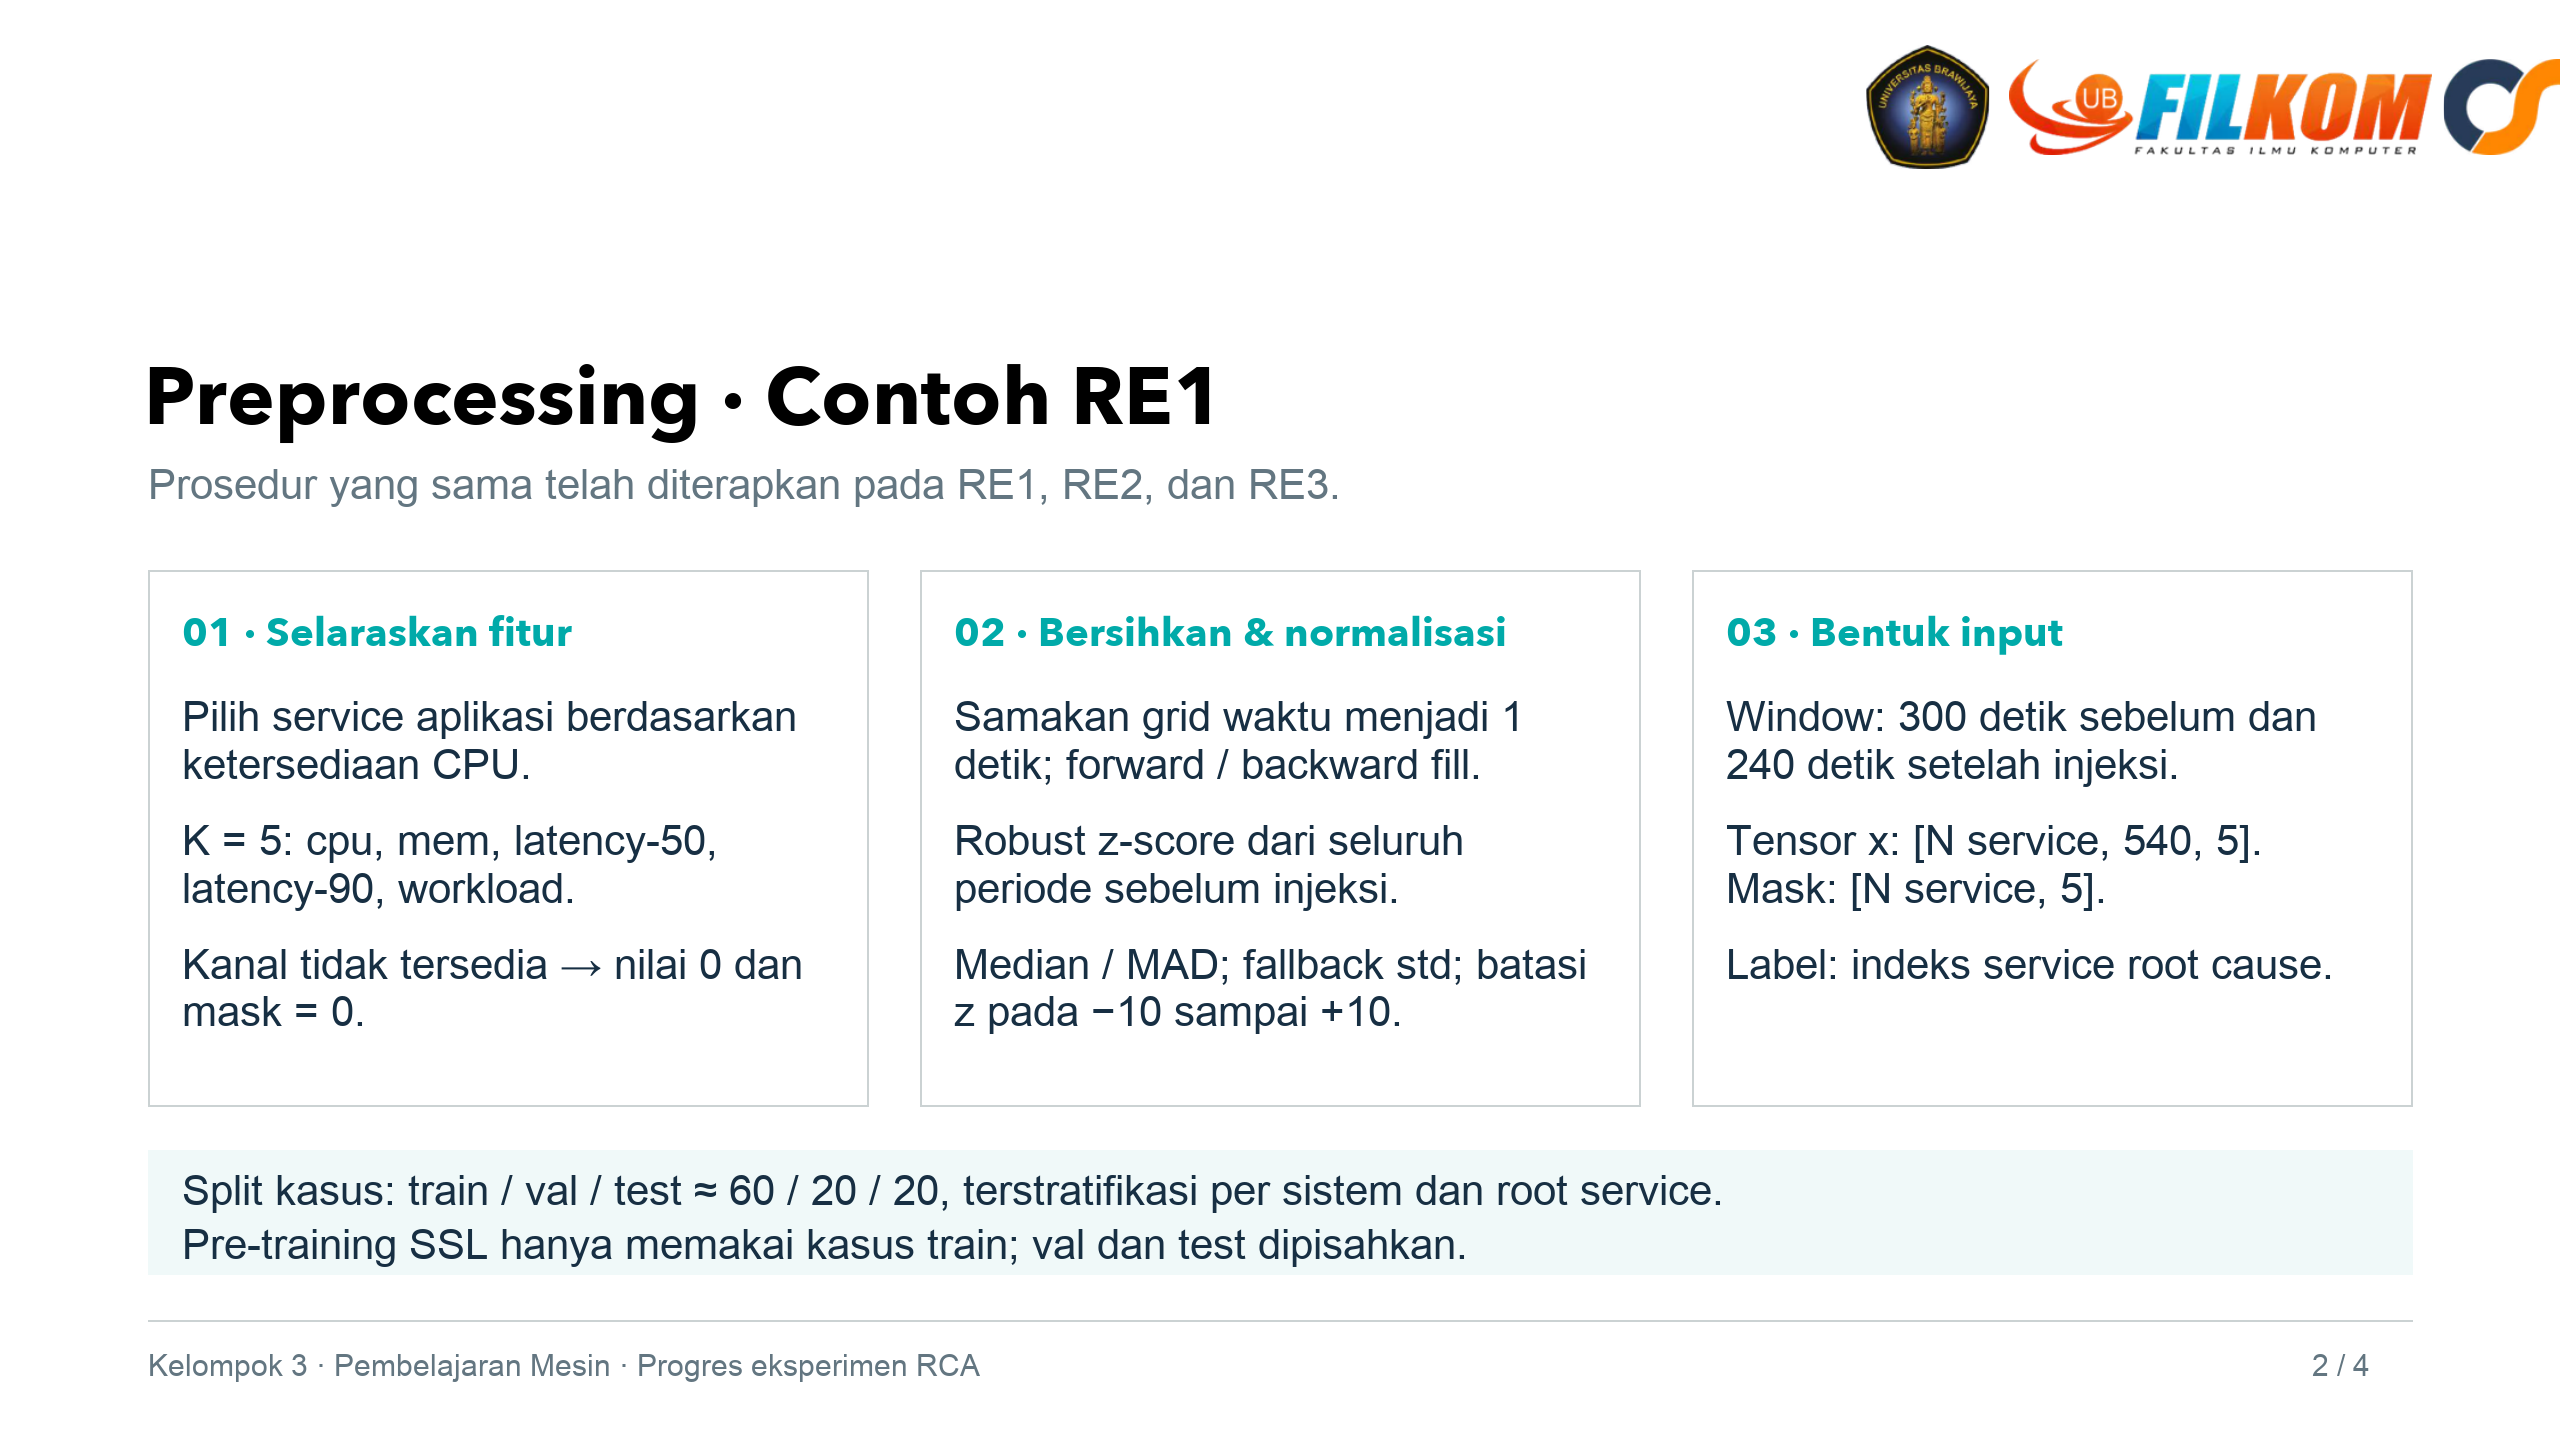 UNIVERSITAS BRAWIJAYA
UB
FILKOM
FAKULTAS ILMU KOMPUTER
Preprocessing · Contoh RE1
Prosedur yang sama telah diterapkan pada RE1, RE2, dan RE3.
01 · Selaraskan fitur
Pilih service aplikasi berdasarkan
ketersediaan CPU.
K = 5: cpu, mem, latency-50,
latency-90, workload.
Kanal tidak tersedia → nilai 0 dan
mask = 0.
02 · Bersihkan & normalisasi
Samakan grid waktu menjadi 1
detik; forward / backward fill.
Robust z-score dari seluruh
periode sebelum injeksi.
Median / MAD; fallback std; batasi
z pada −10 sampai +10.
03 · Bentuk input
Window: 300 detik sebelum dan
240 detik setelah injeksi.
Tensor x: [N service, 540, 5].
Mask: [N service, 5].
Label: indeks service root cause.
Split kasus: train / val / test ≈ 60 / 20 / 20, terstratifikasi per sistem dan root service.
Pre-training SSL hanya memakai kasus train; val dan test dipisahkan.
Kelompok 3 · Pembelajaran Mesin · Progres eksperimen RCA
2 / 4